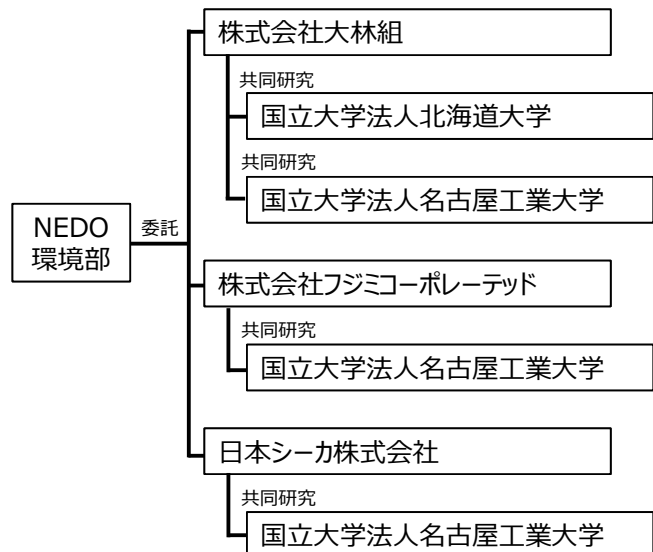 株式会社大林組
共同研究
国立大学法人北海道大学
共同研究
国立大学法人名古屋工業大学
NEDO
環境部
委託
株式会社フジミコーポレーテッド
共同研究
国立大学法人名古屋工業大学
日本シーカ株式会社
共同研究
国立大学法人名古屋工業大学